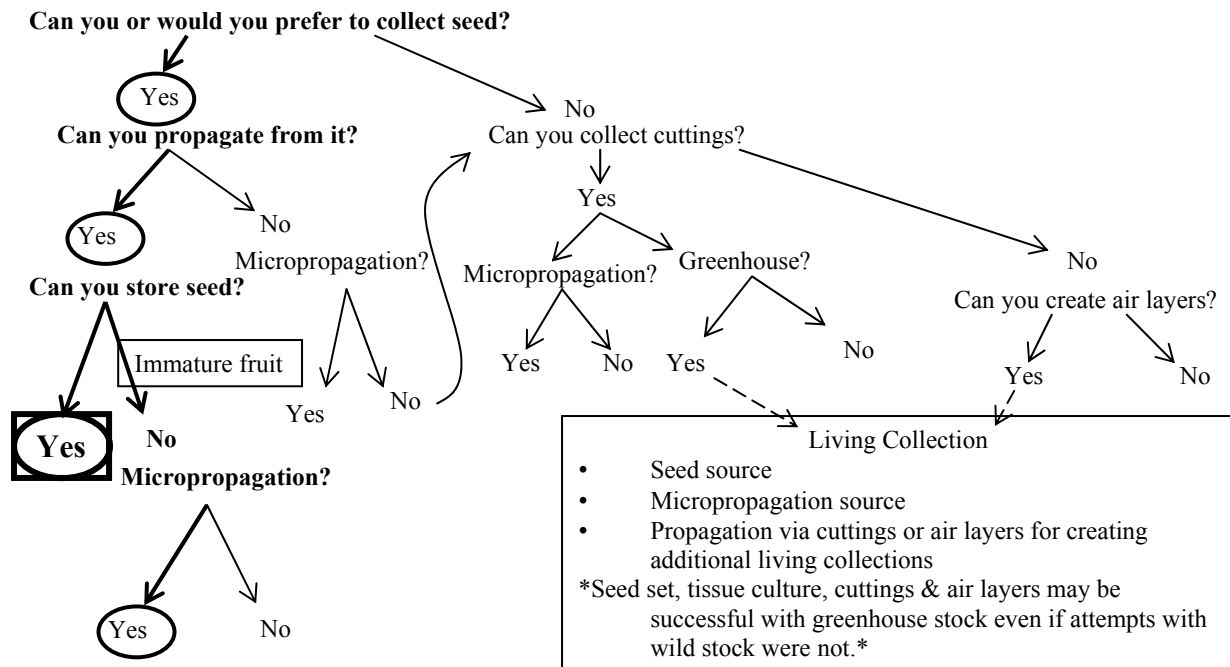 Can you or would you prefer to collect seed?
Yes
No
Can you propagate from it?
Can you collect cuttings?
Yes
Yes
No
No
Micropropagation?
Micropropagation?
Greenhouse?
Can you store seed?
Can you create air layers?
Immature fruit
Yes
No
Yes
No
Yes
No
Yes
No
Yes
No
Micropropagation?
Yes
No
Living Collection
• Seed source
• Micropropagation source
• Propagation via cuttings or air layers for creating
additional living collections
*Seed set, tissue culture, cuttings & air layers may be
successful with greenhouse stock even if attempts with
wild stock were not.*